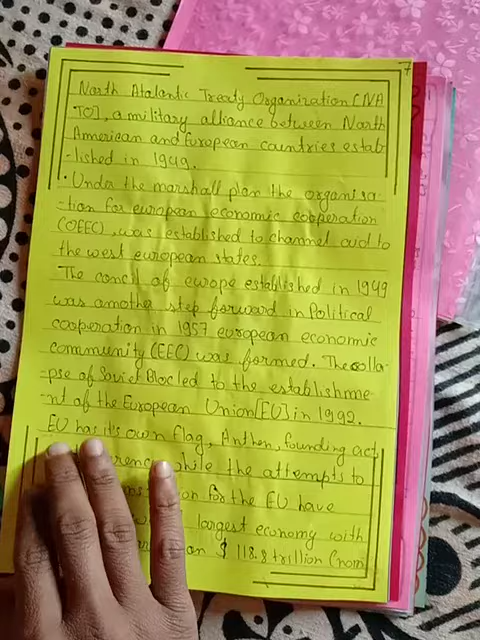 7
North Atalantic Treaty Organization [NA
TO], a military alliance between North
American and European countries estab-
-lished in 1949.
• Under the marshall plan the organisa-
-tion for european economic cooperation
(OEEC), was established to channel aid to
the west european states.
The concil of europe established in 1949
was amother step forward in Political
cooperation in 1957 european economic
community (EEC) was formed. The colla-
-pse of Soviet Bloc led to the establishme-
-nt of the European Union [EU] in 1992.
EU has it's own flag, Anthen, founding act,
while the attempts to
for the EU have
largest economy with
an $ 118.8 trillion (nom